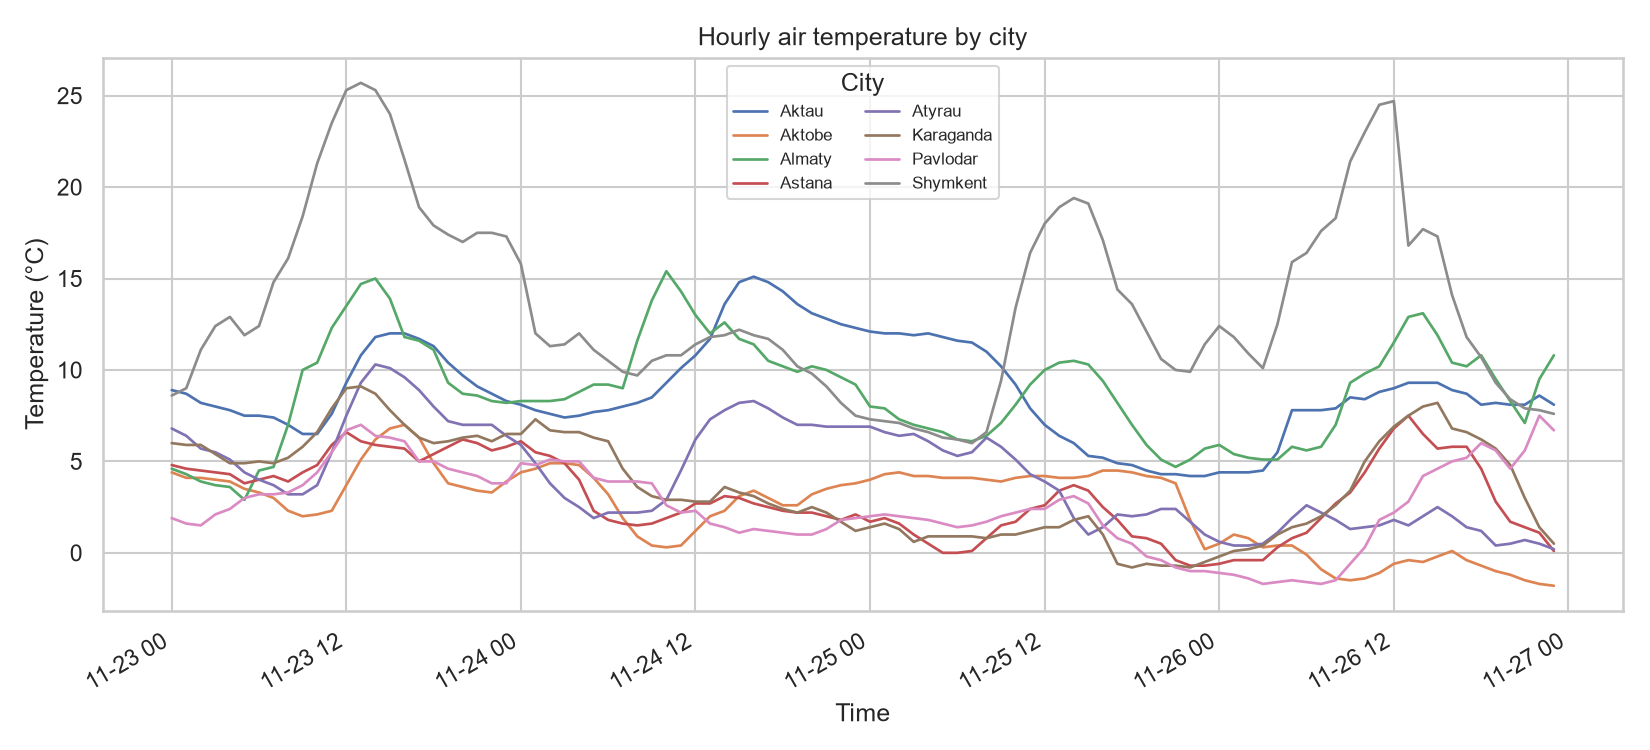 Hourly air temperature by city
Temperature (°C)
25
20
15
10
5
0
City
Aktau
Aktobe
Almaty
Astana
Atyrau
Karaganda
Pavlodar
Shymkent
11-23 00
11-23 12
11-24 00
11-24 12
11-25 00
11-25 12
11-26 00
11-26 12
11-27 00
Time